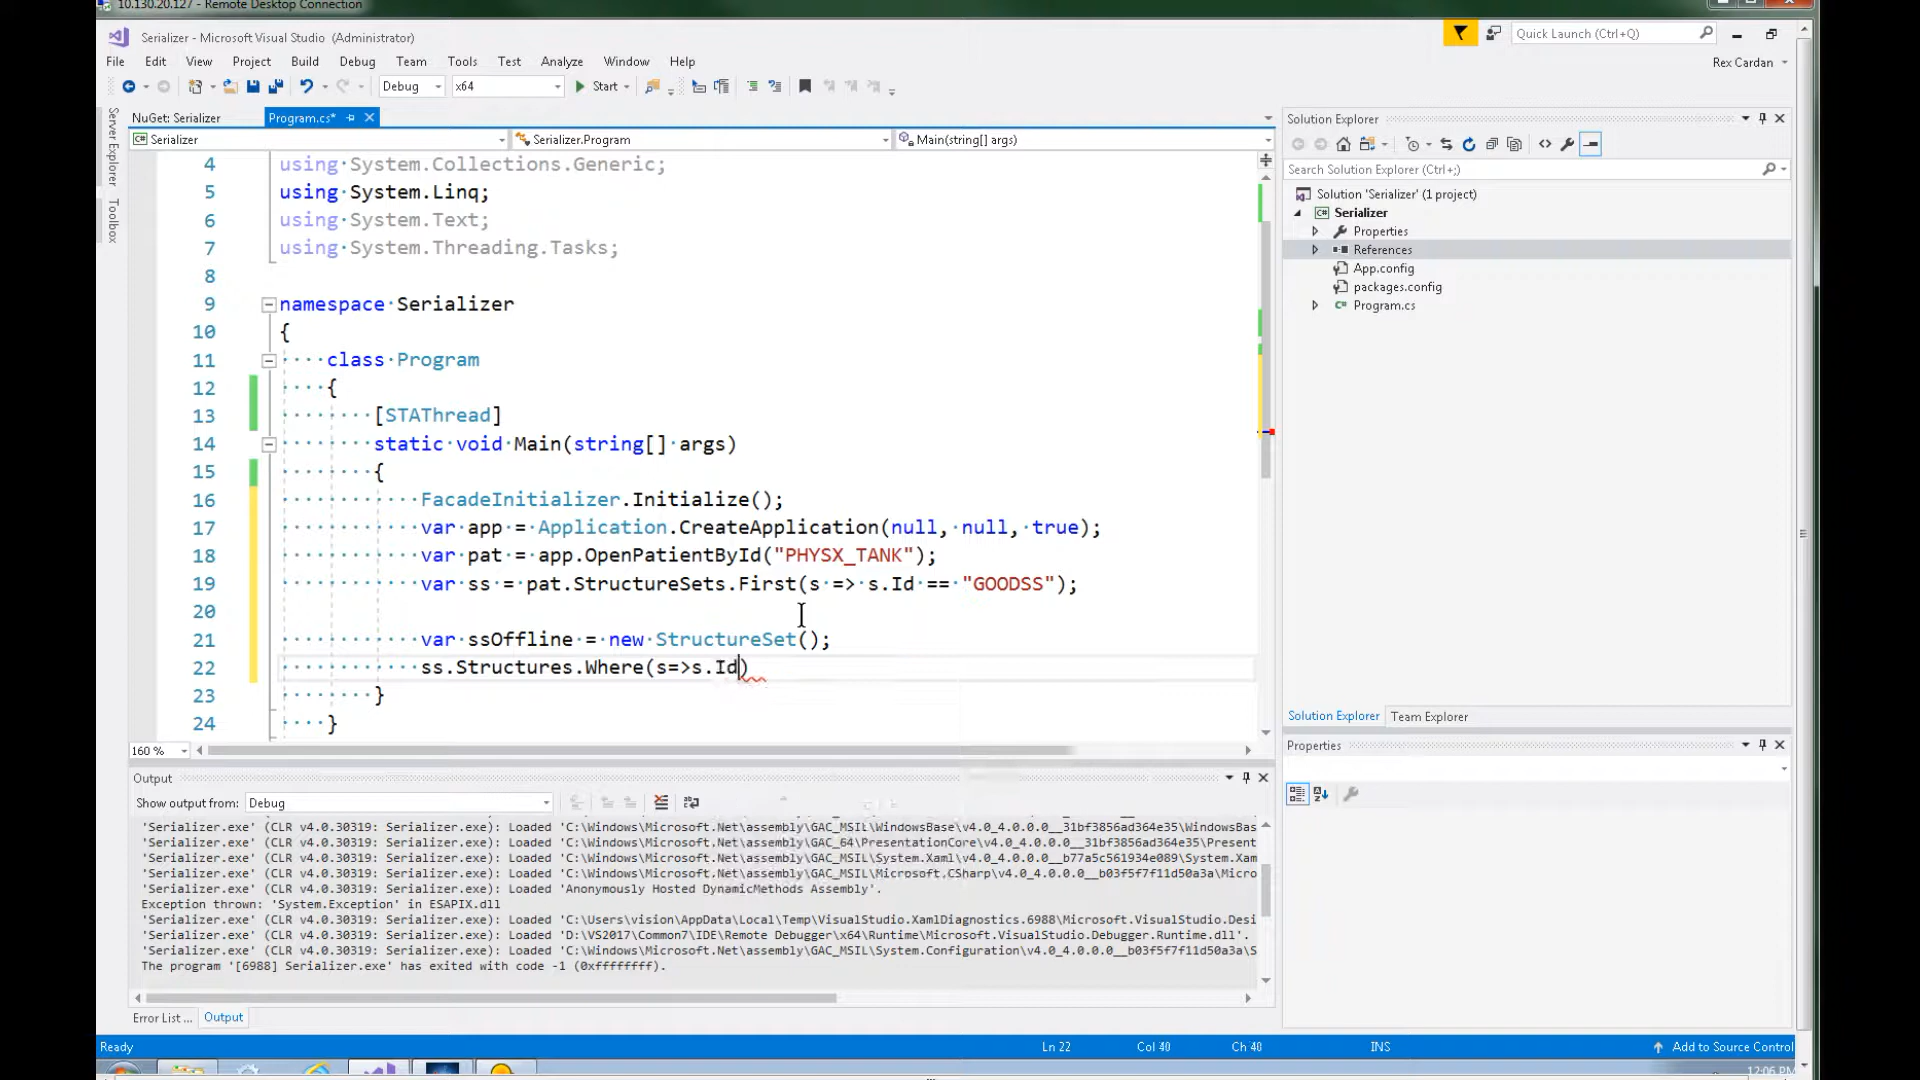 10.130.20.127 - Remote Desktop Connection
Serializer - Microsoft Visual Studio (Administrator)
Quick Launch (Ctrl+Q)
File Edit View Project Build Debug Team Tools Test Analyze Window Help
Rex Cardan
Debug x64 Start
Server Explorer
Toolbox
NuGet: Serializer Program.cs*
Serializer Serializer.Program Main(string[] args)
4 using System.Collections.Generic;
5 using System.Linq;
6 using System.Text;
7 using System.Threading.Tasks;
8
9 namespace Serializer
10 {
11 class Program
12 {
13 [STAThread]
14 static void Main(string[] args)
15 {
16 FacadeInitializer.Initialize();
17 var app = Application.CreateApplication(null, null, true);
18 var pat = app.OpenPatientById("PHYSX_TANK");
19 var ss = pat.StructureSets.First(s => s.Id == "GOODSS");
20
21 var ssOffline = new StructureSet();
22 ss.Structures.Where(s=>s.Id)
23 }
24 }
160 %
Output
Show output from: Debug
'Serializer.exe' (CLR v4.0.30319: Serializer.exe): Loaded 'C:\Windows\Microsoft.Net\assembly\GAC_MSIL\WindowsBase\v4.0_4.0.0.0__31bf3856ad364e35\WindowsBas
'Serializer.exe' (CLR v4.0.30319: Serializer.exe): Loaded 'C:\Windows\Microsoft.Net\assembly\GAC_64\PresentationCore\v4.0_4.0.0.0__31bf3856ad364e35\Present
'Serializer.exe' (CLR v4.0.30319: Serializer.exe): Loaded 'C:\Windows\Microsoft.Net\assembly\GAC_MSIL\System.Xaml\v4.0_4.0.0.0__b77a5c561934e089\System.Xam
'Serializer.exe' (CLR v4.0.30319: Serializer.exe): Loaded 'C:\Windows\Microsoft.Net\assembly\GAC_MSIL\Microsoft.CSharp\v4.0_4.0.0.0__b03f5f7f11d50a3a\Micro
'Serializer.exe' (CLR v4.0.30319: Serializer.exe): Loaded 'Anonymously Hosted DynamicMethods Assembly'.
Exception thrown: 'System.Exception' in ESAPIX.dll
'Serializer.exe' (CLR v4.0.30319: Serializer.exe): Loaded 'C:\Users\vision\AppData\Local\Temp\VisualStudio.XamlDiagnostics.6988\Microsoft.VisualStudio.Desi
'Serializer.exe' (CLR v4.0.30319: Serializer.exe): Loaded 'D:\VS2017\Common7\IDE\Remote Debugger\x64\Runtime\Microsoft.VisualStudio.Debugger.Runtime.dll'.
'Serializer.exe' (CLR v4.0.30319: Serializer.exe): Loaded 'C:\Windows\Microsoft.Net\assembly\GAC_MSIL\System.Configuration\v4.0_4.0.0.0__b03f5f7f11d50a3a\S
The program '[6988] Serializer.exe' has exited with code -1 (0xffffffff).
Error List ... Output
Solution Explorer
Search Solution Explorer (Ctrl+;)
Solution 'Serializer' (1 project)
Serializer
Properties
References
App.config
packages.config
Program.cs
Solution Explorer Team Explorer
Properties
Ready Ln 22 Col 40 Ch 40 INS Add to Source Control
12:06 PM